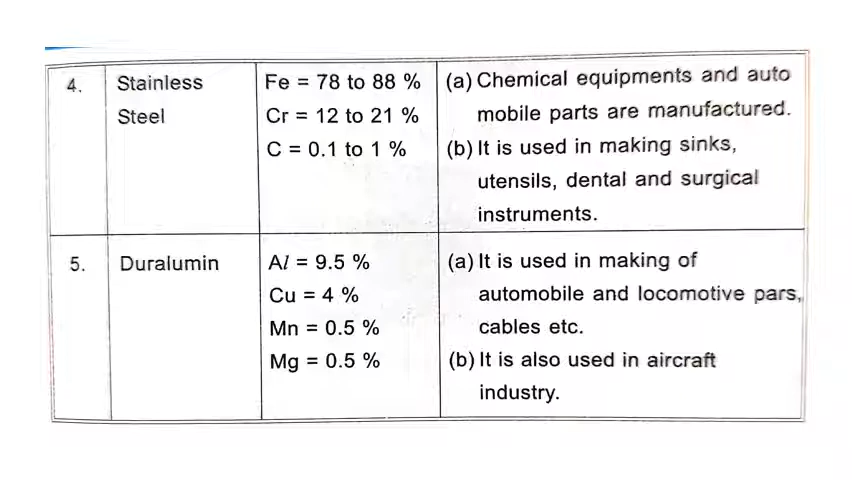 4. Stainless Fe = 78 to 88 % (a) Chemical equipments and auto
Steel Cr = 12 to 21 % mobile parts are manufactured.
C = 0.1 to 1 % (b) It is used in making sinks,
utensils, dental and surgical
instruments.
5. Duralumin Al = 9.5 % (a) It is used in making of
Cu = 4 % automobile and locomotive pars,
Mn = 0.5 % cables etc.
Mg = 0.5 % (b) It is also used in aircraft
industry.